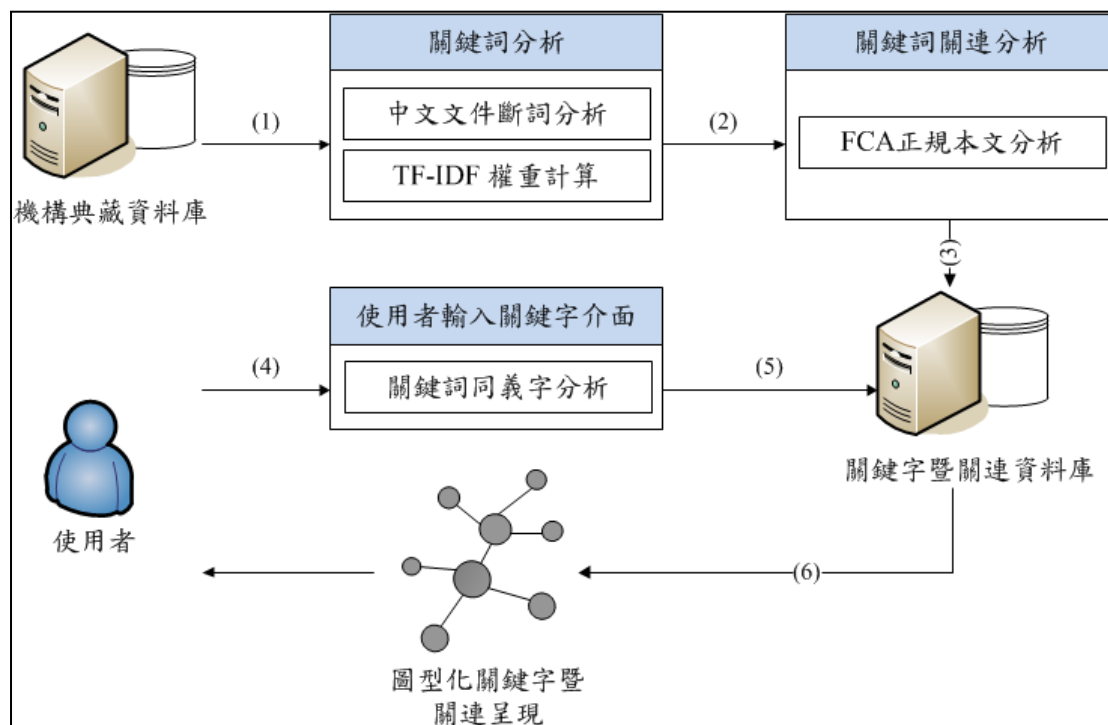 關鍵詞分析
關鍵詞關連分析
中文文件斷詞分析
(1)
(2)
FCA正規本文分析
TF-IDF 權重計算
機構典藏資料庫
(3)
使用者輸入關鍵字介面
(4)
關鍵詞同義字分析
(5)
關鍵字暨關連資料庫
使用者
(6)
圖型化關鍵字暨
關連呈現